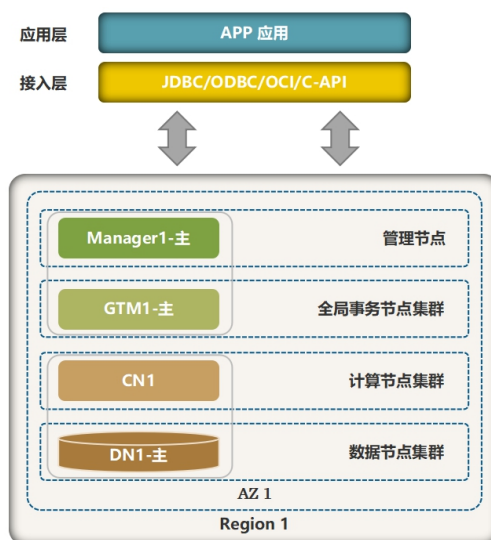 应用层
APP 应用
接入层
JDBC/ODBC/OCI/C-API
Manager1-主
管理节点
GTM1-主
全局事务节点集群
CN1
计算节点集群
DN1-主
数据节点集群
AZ 1
Region 1